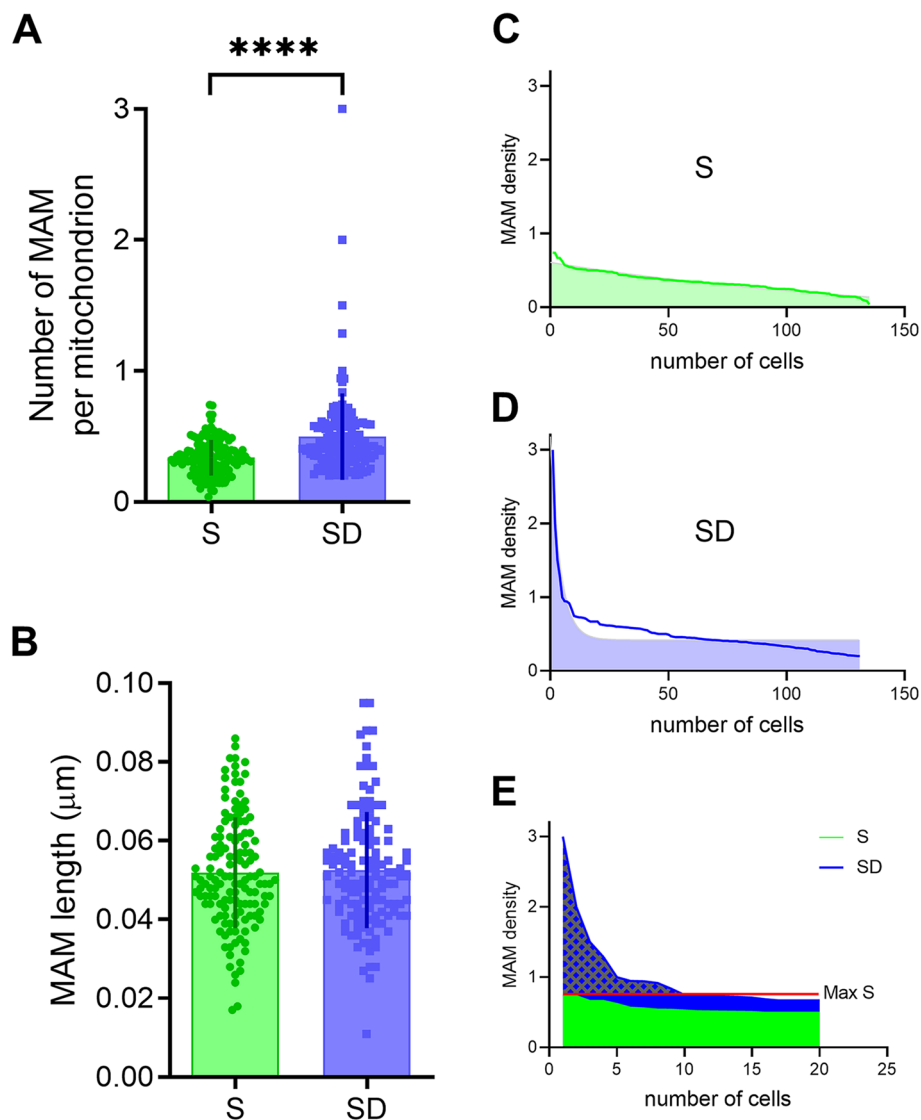 A
****
Number of MAM
per mitochondrion
3
2
1
0
S
SD
B
MAM length (μm)
0.10
0.08
0.06
0.04
0.02
0.00
S
SD
C
MAM density
3
2
1
0
S
0
50
100
150
number of cells
D
MAM density
3
2
1
0
SD
0
50
100
150
number of cells
E
MAM density
3
2
1
0
S
SD
Max S
0
5
10
15
20
25
number of cells